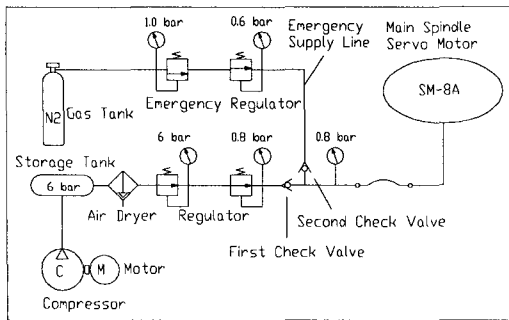 1.0 bar
0.6 bar
Emergency
Supply Line
Main Spindle
Servo Motor
SM-8A
N2
Gas Tank
Emergency Regulator
Storage Tank
6 bar
6 bar
0.8 bar
0.8 bar
Air Dryer
Regulator
Second Check Valve
First Check Valve
C
M
Motor
Compressor